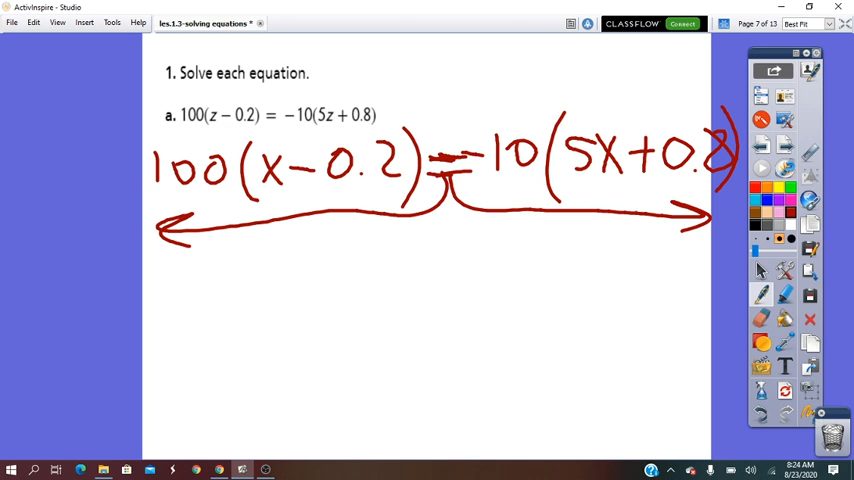 ActivInspire - Studio
File Edit View Insert Tools Help
les.1.3-solving equations *
CLASSFLOW Connect
Page 7 of 13
Best Fit
1. Solve each equation.
a. 100(z − 0.2) = −10(5z + 0.8)
100(x−0.2) = −10(5x+0.8)
T
8:24 AM
8/23/2020